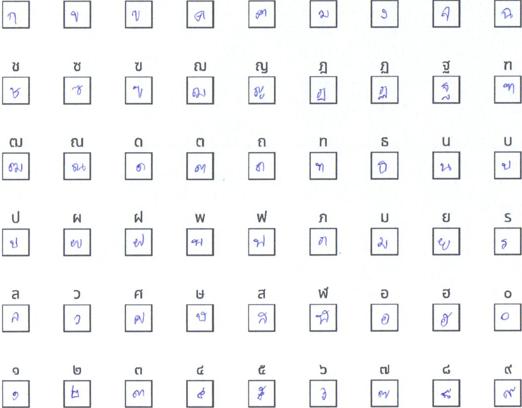 ก ข ฃ ค ฅ ฆ ง จ ฉ
ช ซ ฃ ฌ ญ ฎ ฏ ฐ ฑ
ช ซ ฃ ฌ ญ ฎ ฏ ฐ ฑ
ฒ ณ ด ต ถ ท ธ น บ
ฒ ณ ด ต ถ ท ธ น บ
ป ผ ฝ พ ฟ ภ ม ย ร
ป ผ ฝ พ ฟ ภ ม ย ร
ล ว ศ ษ ส ฬ อ ฮ ๐
ล ว ศ ษ ส ฬ อ ฮ ๐
๑ ๒ ๓ ๔ ๕ ๖ ๗ ๘ ๙
๑ ๒ ๓ ๔ ๕ ๖ ๗ ๘ ๙